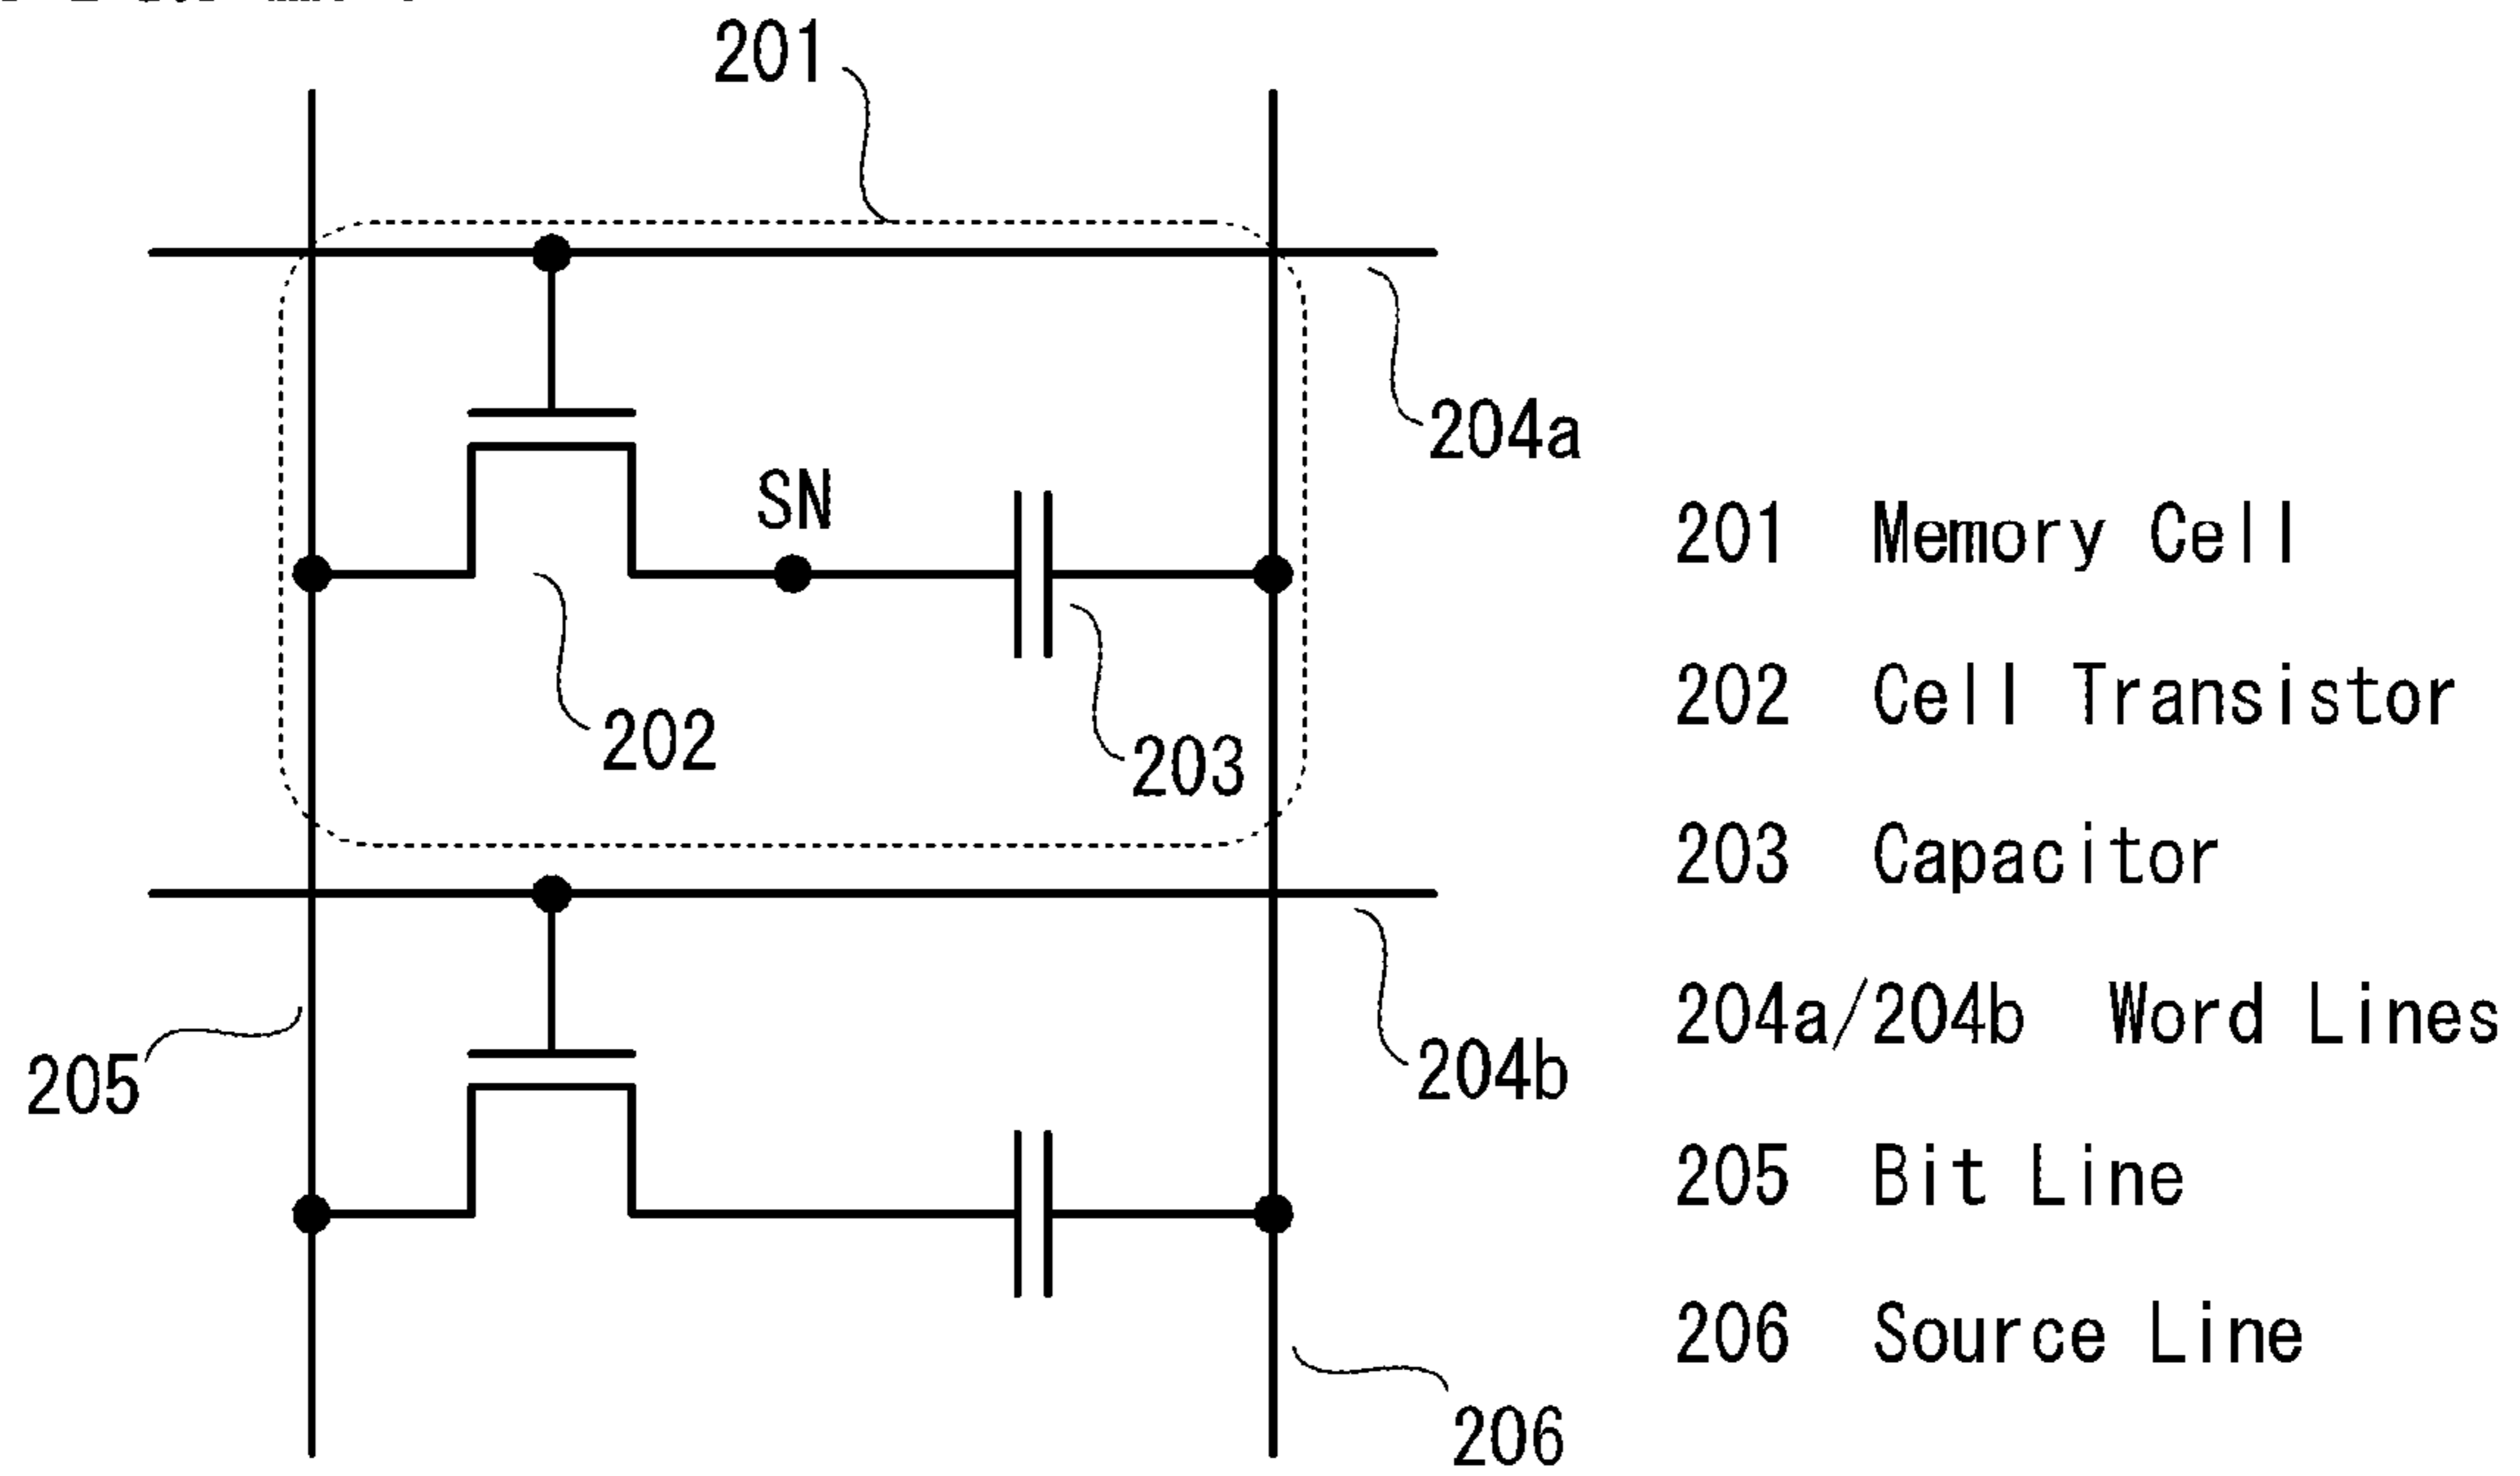 201
204a
SN
202
203
205
204b
206
201 Memory Cell
202 Cell Transistor
203 Capacitor
204a/204b Word Lines
205 Bit Line
206 Source Line